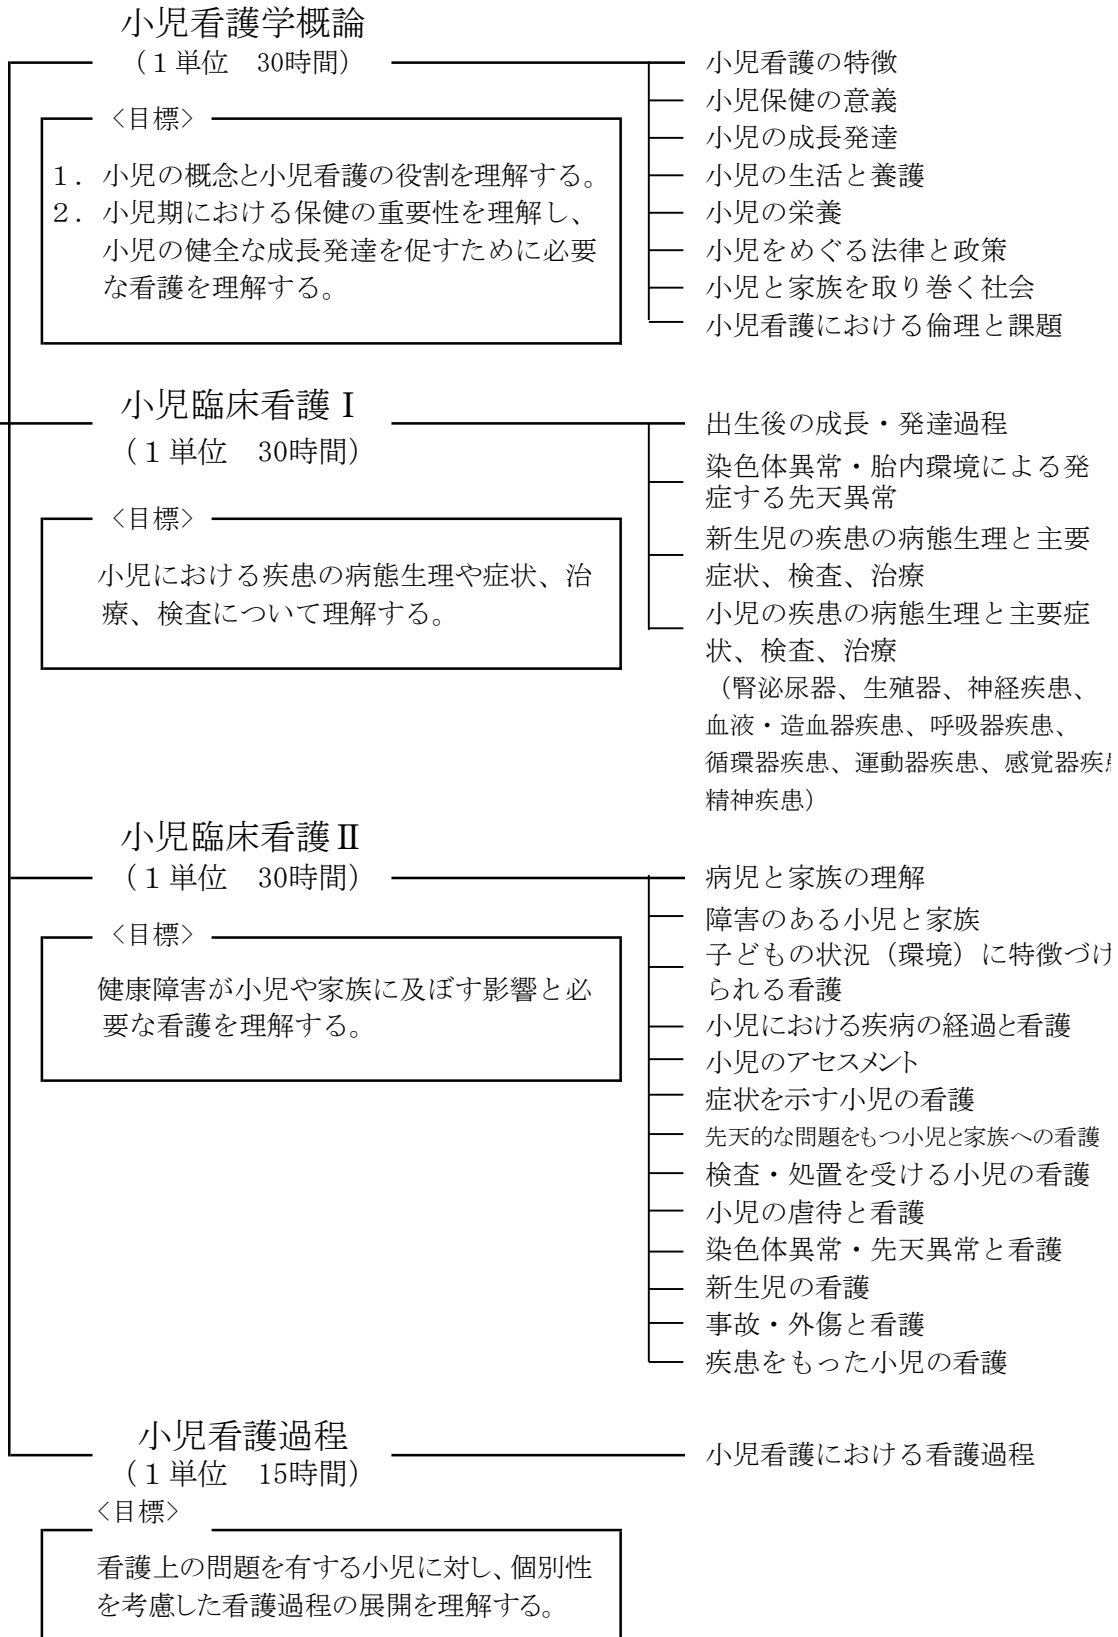 小児看護学概論
（１単位　30時間）
小児看護の特徴
小児保健の意義
小児の成長発達
小児の生活と養護
小児の栄養
小児をめぐる法律と政策
小児と家族を取り巻く社会
小児看護における倫理と課題
〈目標〉
１．小児の概念と小児看護の役割を理解する。
２．小児期における保健の重要性を理解し、
小児の健全な成長発達を促すために必要
な看護を理解する。
小児臨床看護Ⅰ
（１単位　30時間）
出生後の成長・発達過程
染色体異常・胎内環境による発
症する先天異常
新生児の疾患の病態生理と主要
症状、検査、治療
小児の疾患の病態生理と主要症
状、検査、治療
（腎泌尿器、生殖器、神経疾患、
血液・造血器疾患、呼吸器疾患、
循環器疾患、運動器疾患、感覚器疾
精神疾患）
〈目標〉
小児における疾患の病態生理や症状、治
療、検査について理解する。
小児臨床看護Ⅱ
（１単位　30時間）
病児と家族の理解
障害のある小児と家族
子どもの状況（環境）に特徴づけ
られる看護
小児における疾病の経過と看護
小児のアセスメント
症状を示す小児の看護
先天的な問題をもつ小児と家族への看護
検査・処置を受ける小児の看護
小児の虐待と看護
染色体異常・先天異常と看護
新生児の看護
事故・外傷と看護
疾患をもった小児の看護
〈目標〉
健康障害が小児や家族に及ぼす影響と必
要な看護を理解する。
小児看護過程
（１単位　15時間）
小児看護における看護過程
〈目標〉
看護上の問題を有する小児に対し、個別性
を考慮した看護過程の展開を理解する。